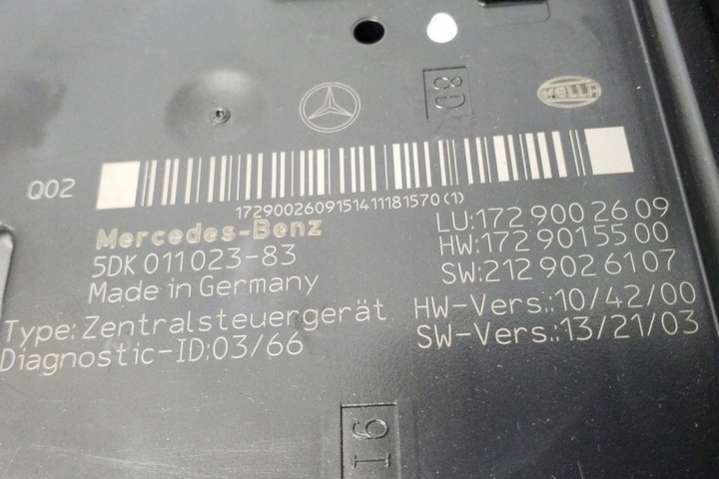 G8
HELLA
Q02
1729002609151411181570(1)
Mercedes-Benz
5DK 011023-83
Made in Germany
Type: Zentralsteuergerät
Diagnostic-ID:03/66
LU:172 900 26 09
HW:172 901 55 00
SW:212 902 61 07
HW-Vers.:10/42/00
SW-Vers.:13/21/03
I6